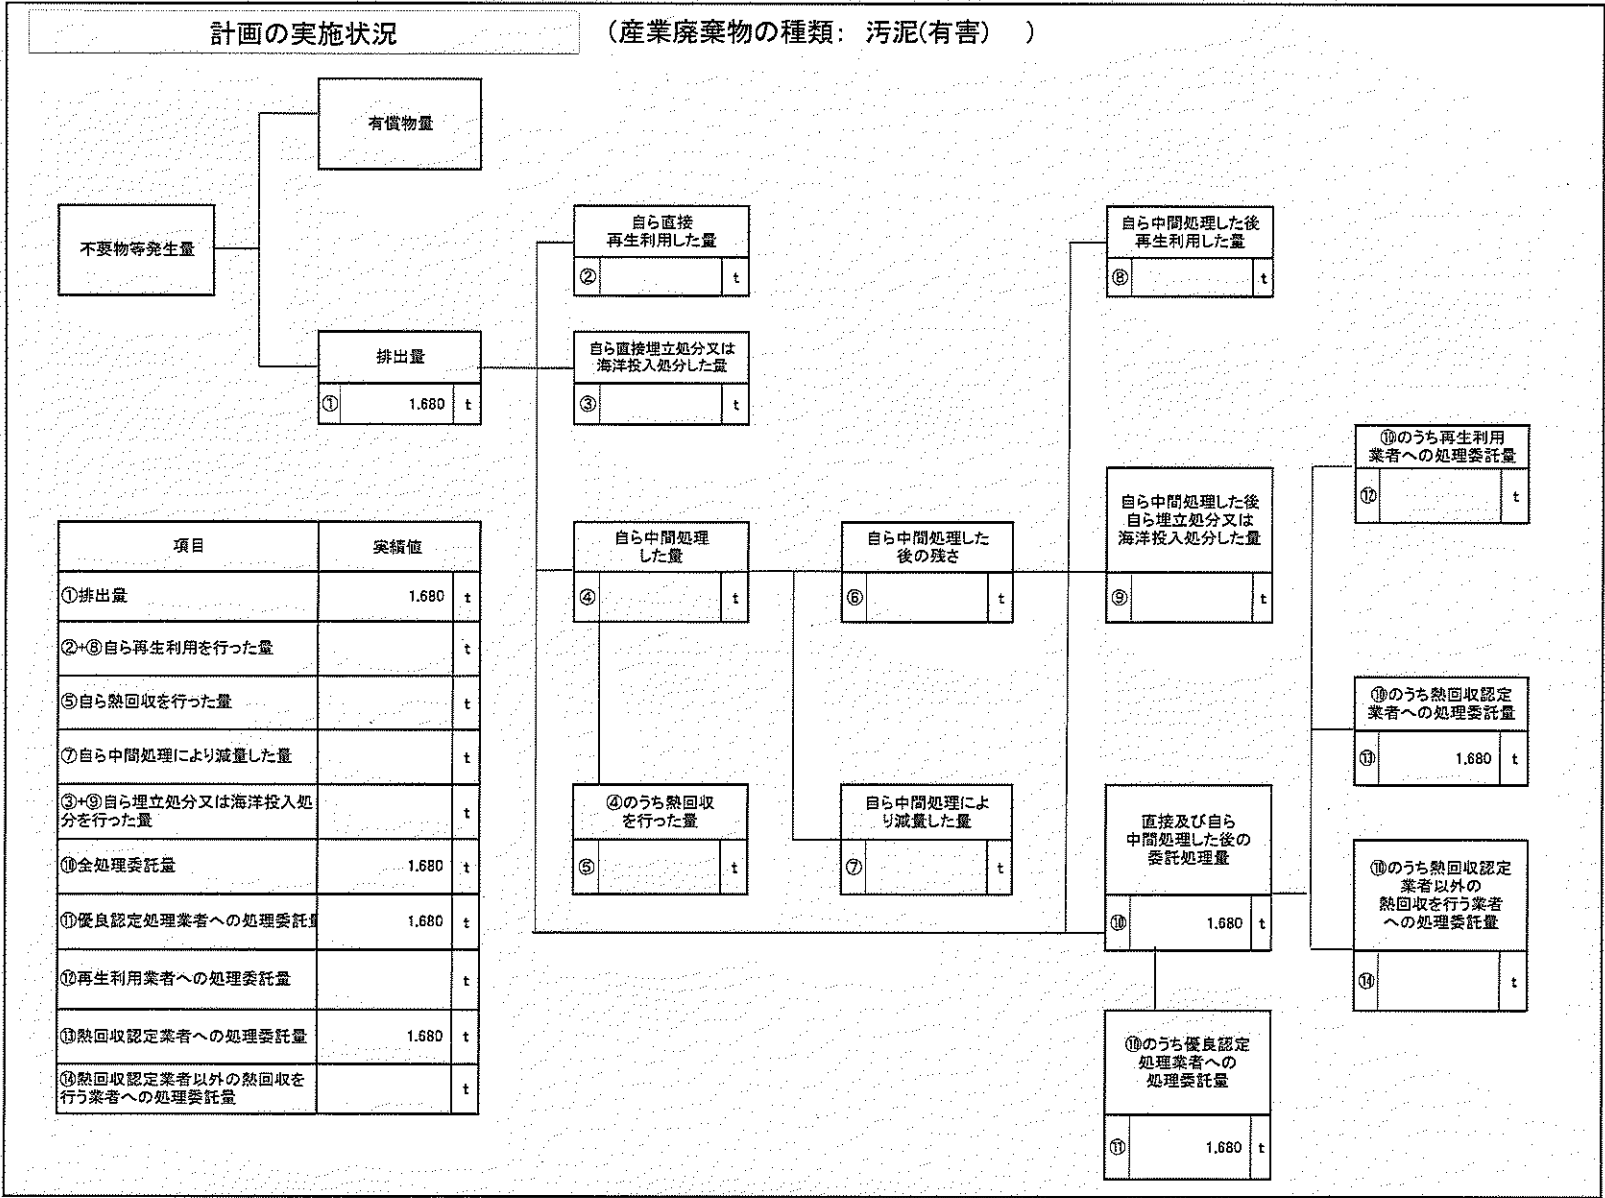 計画の実施状況
(産業廃棄物の種類: 汚泥(有害) )
有償物量
不要物等発生量
排出量
① 1.680 t
自ら直接
再生利用した量
② t
自ら直接埋立処分又は
海洋投入処分した量
③ t
自ら中間処理
した量
④ t
④のうち熱回収
を行った量
⑤ t
自ら中間処理した
後の残さ
⑥ t
自ら中間処理によ
り減量した量
⑦ t
自ら中間処理した後
再生利用した量
⑧ t
自ら中間処理した後
自ら埋立処分又は
海洋投入処分した量
⑨ t
直接及び自ら
中間処理した後の
委託処理量
⑩ 1.680 t
⑩のうち優良認定
処理業者への
処理委託量
⑪ 1.680 t
⑩のうち再生利用
業者への処理委託量
⑫ t
⑩のうち熱回収認定
業者への処理委託量
⑬ 1.680 t
⑩のうち熱回収認定
業者以外の
熱回収を行う業者
への処理委託量
⑭ t
項目 実績値
①排出量 1.680 t
②+⑧自ら再生利用を行った量 t
⑤自ら熱回収を行った量 t
⑦自ら中間処理により減量した量 t
③+⑨自ら埋立処分又は海洋投入処
分を行った量 t
⑩全処理委託量 1.680 t
⑪優良認定処理業者への処理委託量 1.680 t
⑫再生利用業者への処理委託量 t
⑬熱回収認定業者への処理委託量 1.680 t
⑭熱回収認定業者以外の熱回収を
行う業者への処理委託量 t